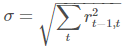 σ = √(∑_t r²_{t−1,t})